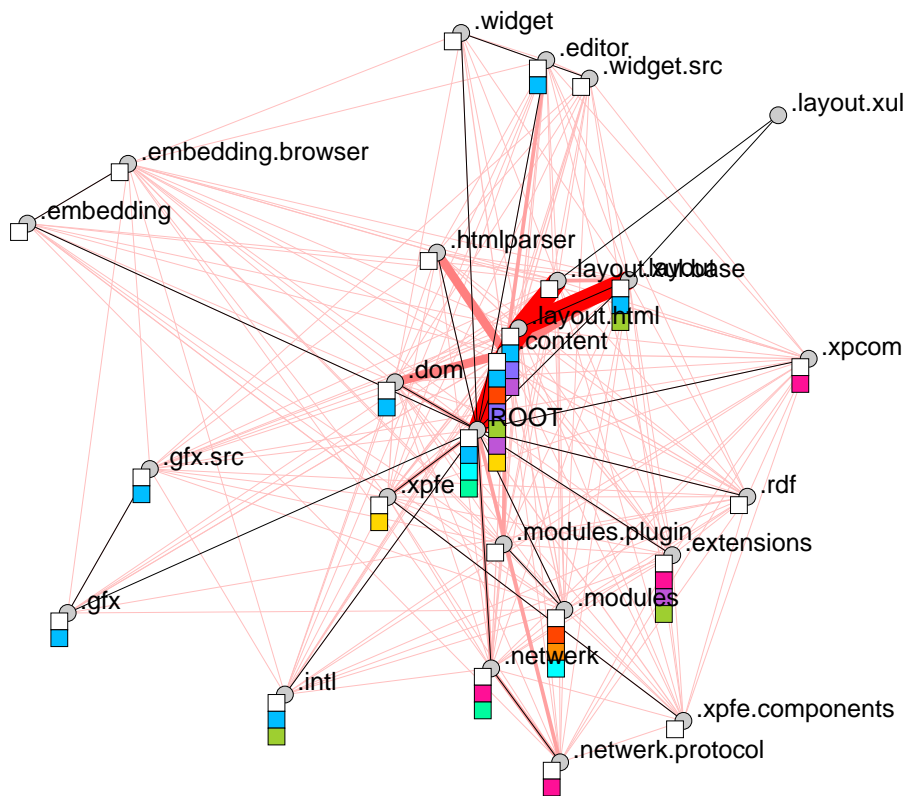 .widget
.editor
.widget.src
.layout.xul
.embedding.browser
.embedding
.htmlparser
.layout.xul.base
.layout
.layout.html
.content
.xpcom
.dom
ROOT
.gfx.src
.xpfe
.rdf
.modules.plugin
.extensions
.gfx
.modules
.netwerk
.intl
.xpfe.components
.netwerk.protocol